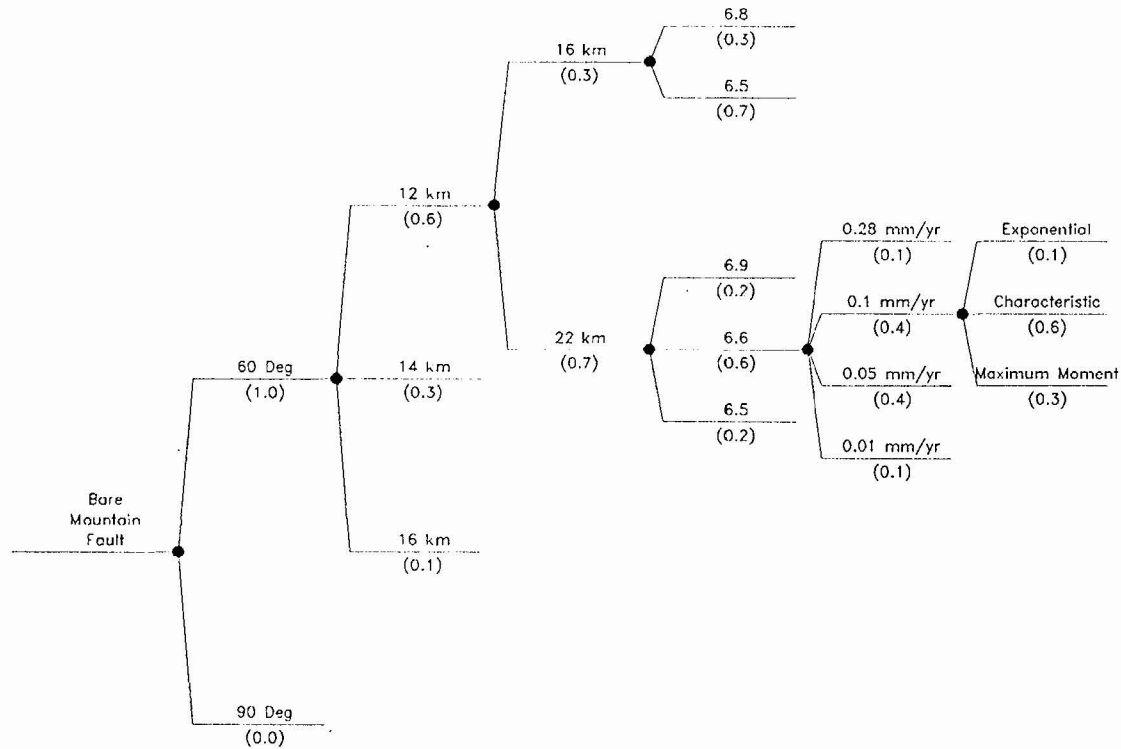 Bare
Mountain
Fault
60 Deg
(1.0)
90 Deg
(0.0)
12 km
(0.6)
14 km
(0.3)
16 km
(0.1)
16 km
(0.3)
22 km
(0.7)
6.8
(0.3)
6.5
(0.7)
6.9
(0.2)
6.6
(0.6)
6.5
(0.2)
0.28 mm/yr
(0.1)
0.1 mm/yr
(0.4)
0.05 mm/yr
(0.4)
0.01 mm/yr
(0.1)
Exponential
(0.1)
Characteristic
(0.6)
Maximum Moment
(0.3)